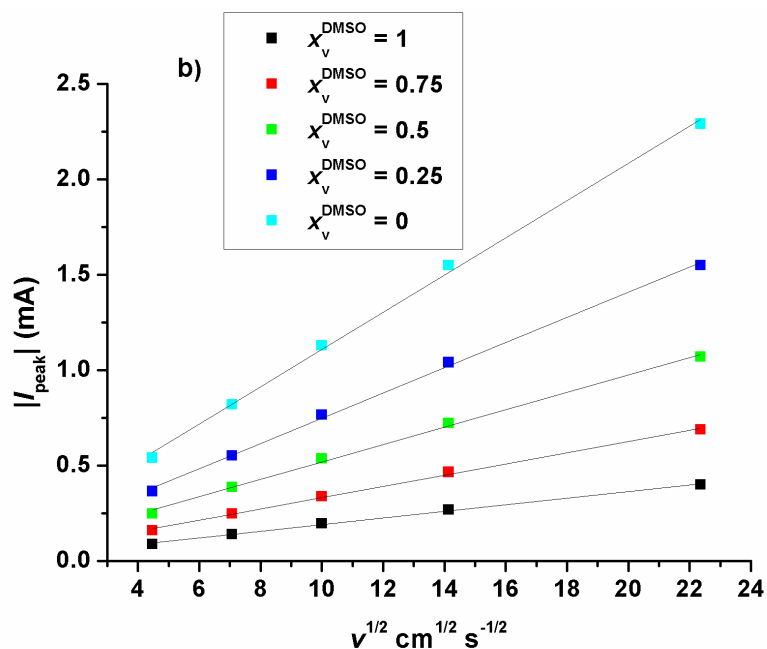 b)
x_v^DMSO = 1
x_v^DMSO = 0.75
x_v^DMSO = 0.5
x_v^DMSO = 0.25
x_v^DMSO = 0
|I_peak| (mA)
2.5
2.0
1.5
1.0
0.5
0.0
4 6 8 10 12 14 16 18 20 22 24
v^1/2 cm^1/2 s^-1/2